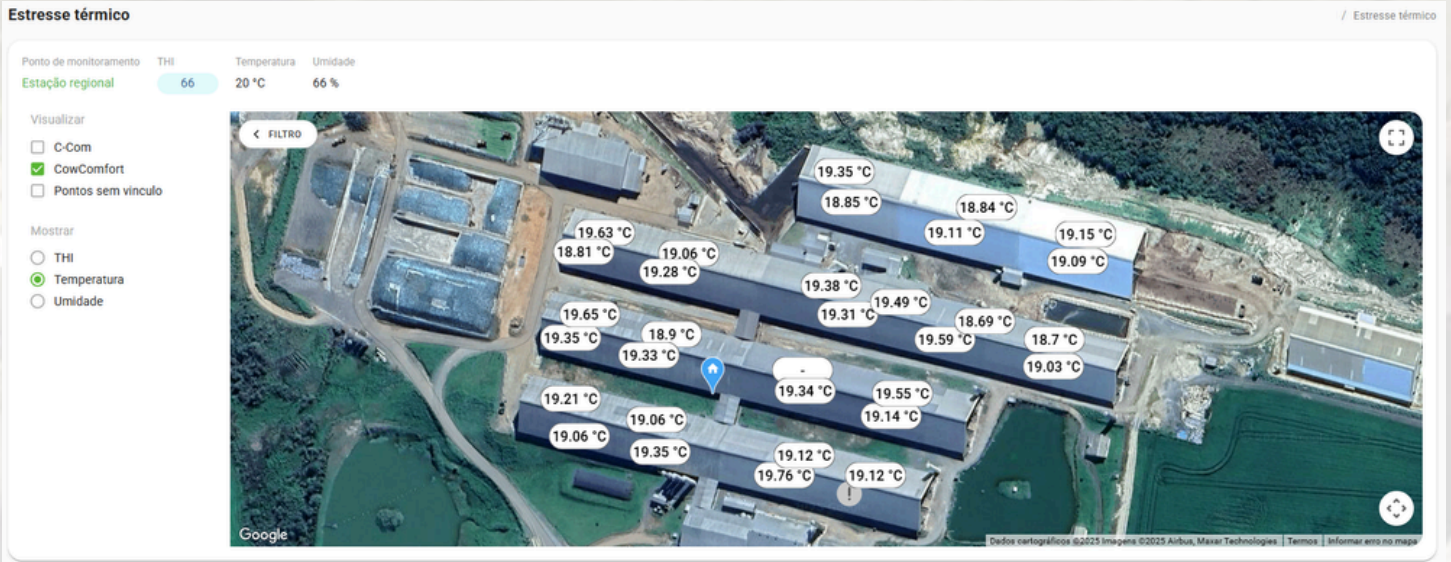 Estresse térmico
/ Estresse térmico
Ponto de monitoramento THI Temperatura Umidade
Estação regional 66 20 °C 66 %
Visualizar
C-Com
CowComfort
Pontos sem vinculo
Mostrar
THI
Temperatura
Umidade
FILTRO
19.35 °C
18.85 °C
18.84 °C
19.11 °C
19.15 °C
19.09 °C
19.63 °C
18.81 °C
19.06 °C
19.28 °C
19.38 °C
19.31 °C
19.49 °C
18.69 °C
19.59 °C
18.7 °C
19.03 °C
19.65 °C
19.35 °C
18.9 °C
19.33 °C
-
19.34 °C
19.55 °C
19.14 °C
19.21 °C
19.06 °C
19.06 °C
19.35 °C
19.12 °C
19.76 °C
19.12 °C
!
Google
Dados cartográficos ©2025 Imagens ©2025 Airbus, Maxar Technologies Termos Informar erro no mapa